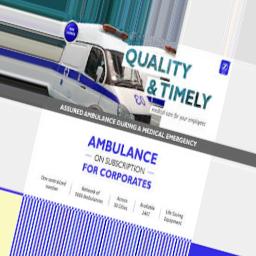 QUALITY
& TIMELY
medical care for your employees
ASSURED AMBULANCE DURING A MEDICAL EMERGENCY
AMBULANCE
ON SUBSCRIPTION
FOR CORPORATES
One centralized number
Network of 5000 Ambulances
Across 50 Cities
Available 24X7
Life Saving Equipment